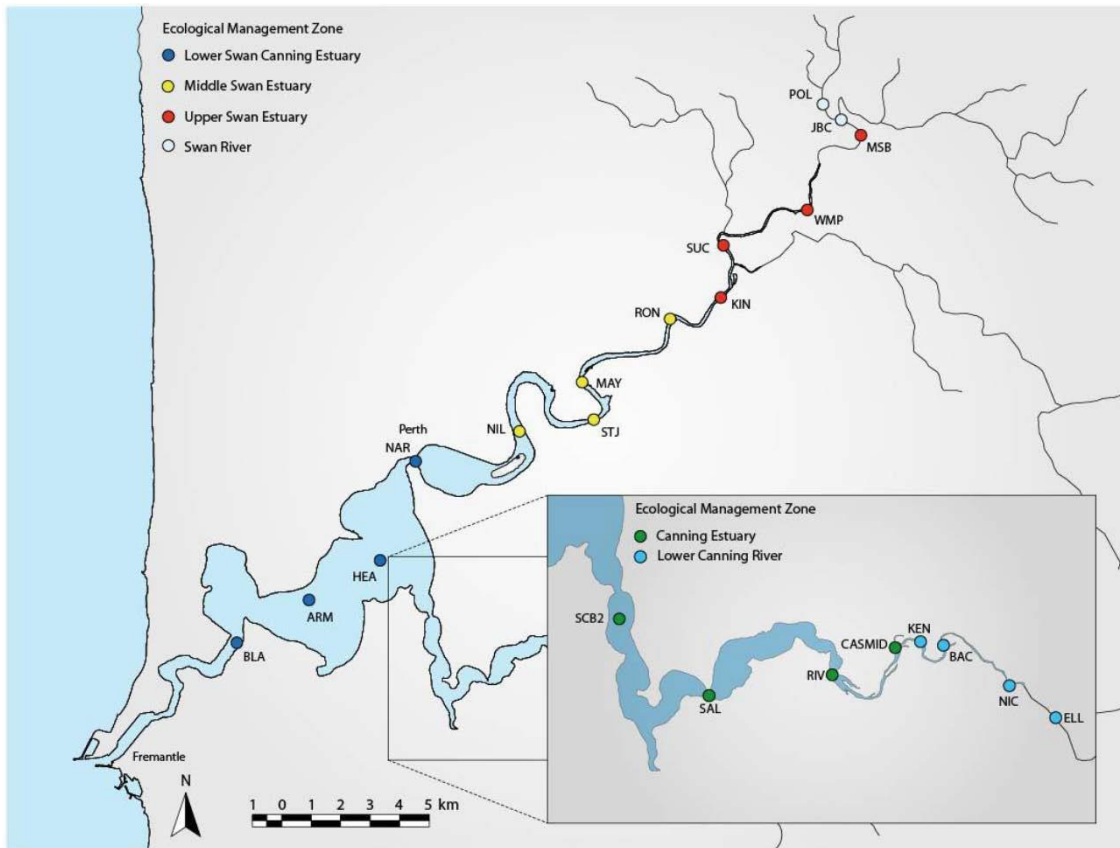 Ecological Management Zone
Lower Swan Canning Estuary
Middle Swan Estuary
Upper Swan Estuary
Swan River
POL
JBC
MSB
WMP
SUC
KIN
RON
MAY
STJ
NIL
Perth
NAR
HEA
ARM
BLA
Fremantle
N
1 0 1 2 3 4 5 km
Ecological Management Zone
Canning Estuary
Lower Canning River
SCB2
SAL
RIV
CASMID
KEN
BAC
NIC
ELL